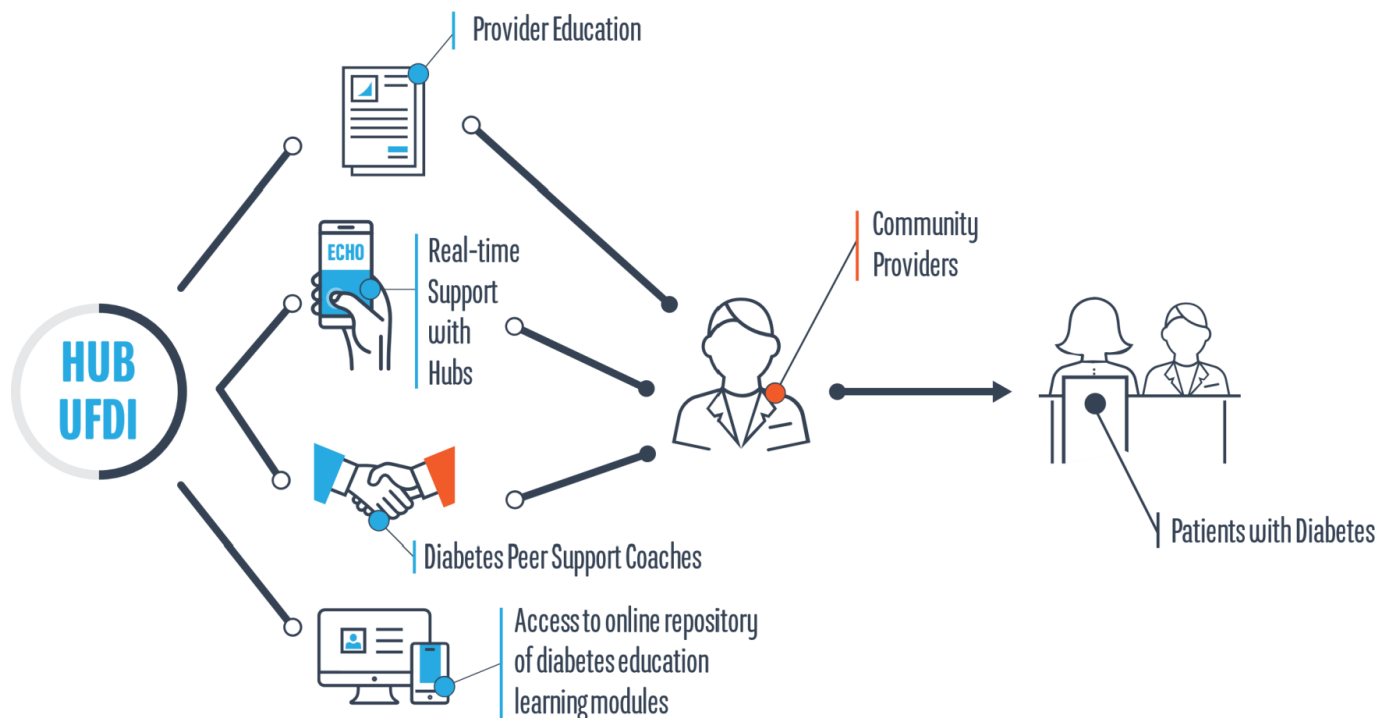 Provider Education
ECHO
Real-time
Support
with
Hubs
HUB
UFDI
Community
Providers
Diabetes Peer Support Coaches
Patients with Diabetes
Access to online repository
of diabetes education
learning modules